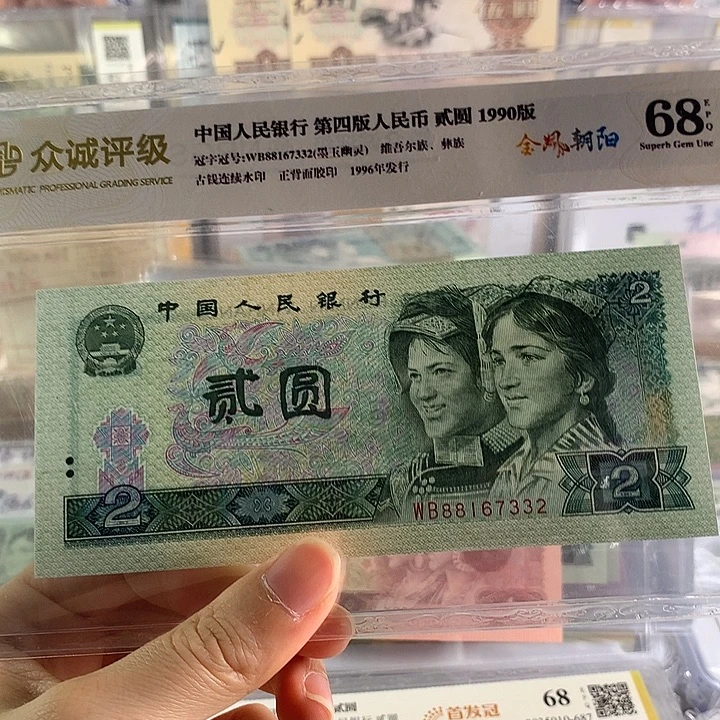 众诚评级
NUMISMATIC PROFESSIONAL GRADING SERVICE
中国人民银行 第四版人民币 贰圆 1990版
冠字冠号:WB88167332(墨玉幽灵) 维吾尔族、彝族
古钱连续水印 正背面胶印 1996年发行
金凤朝阳
68
EPQ
Superb Gem Unc
中国人民银行
2
贰圆
2
2
WB88167332
贰圆
首发冠
68